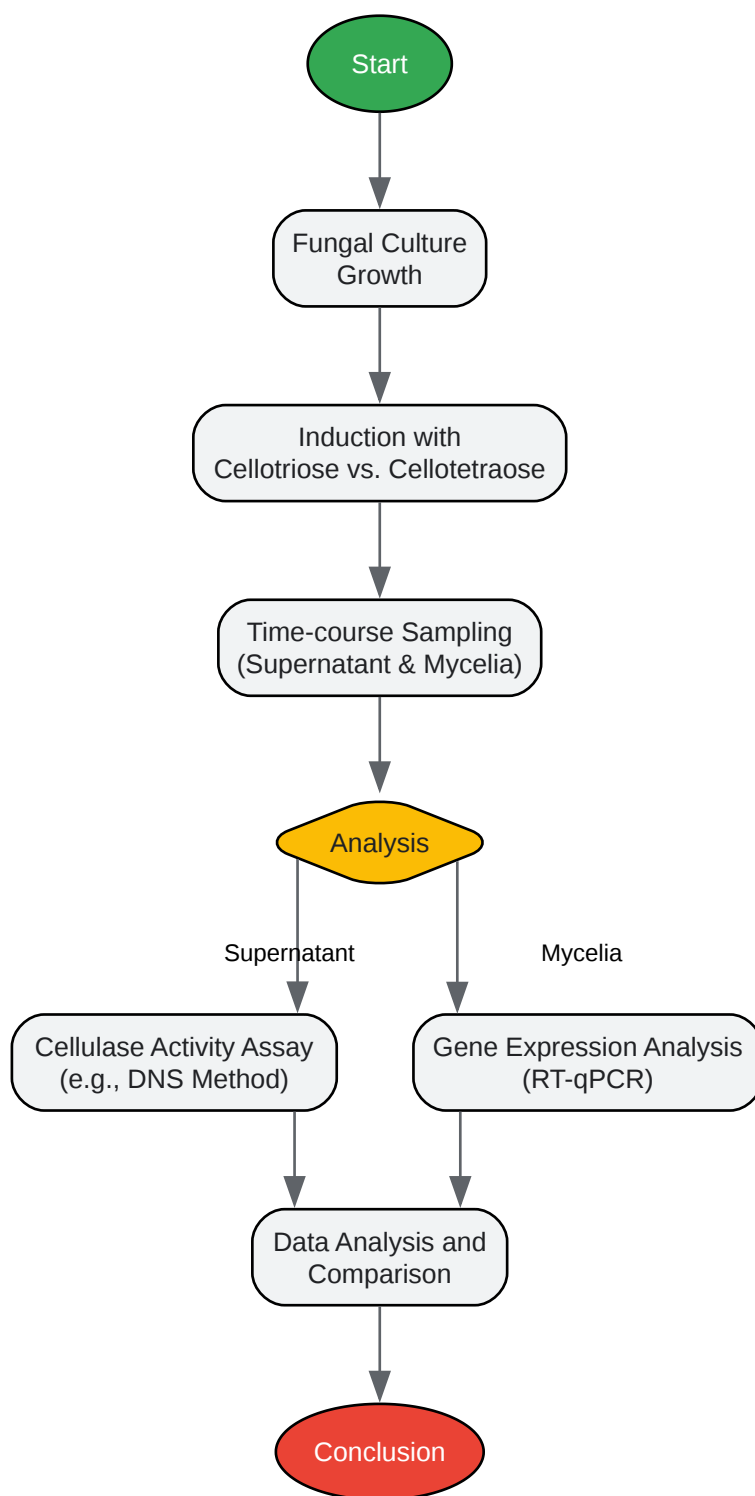 Start
Fungal Culture
Growth
Induction with
Cellotriose vs. Cellotetraose
Time-course Sampling
(Supernatant & Mycelia)
Analysis
Supernatant
Mycelia
Cellulase Activity Assay
(e.g., DNS Method)
Gene Expression Analysis
(RT-qPCR)
Data Analysis and
Comparison
Conclusion